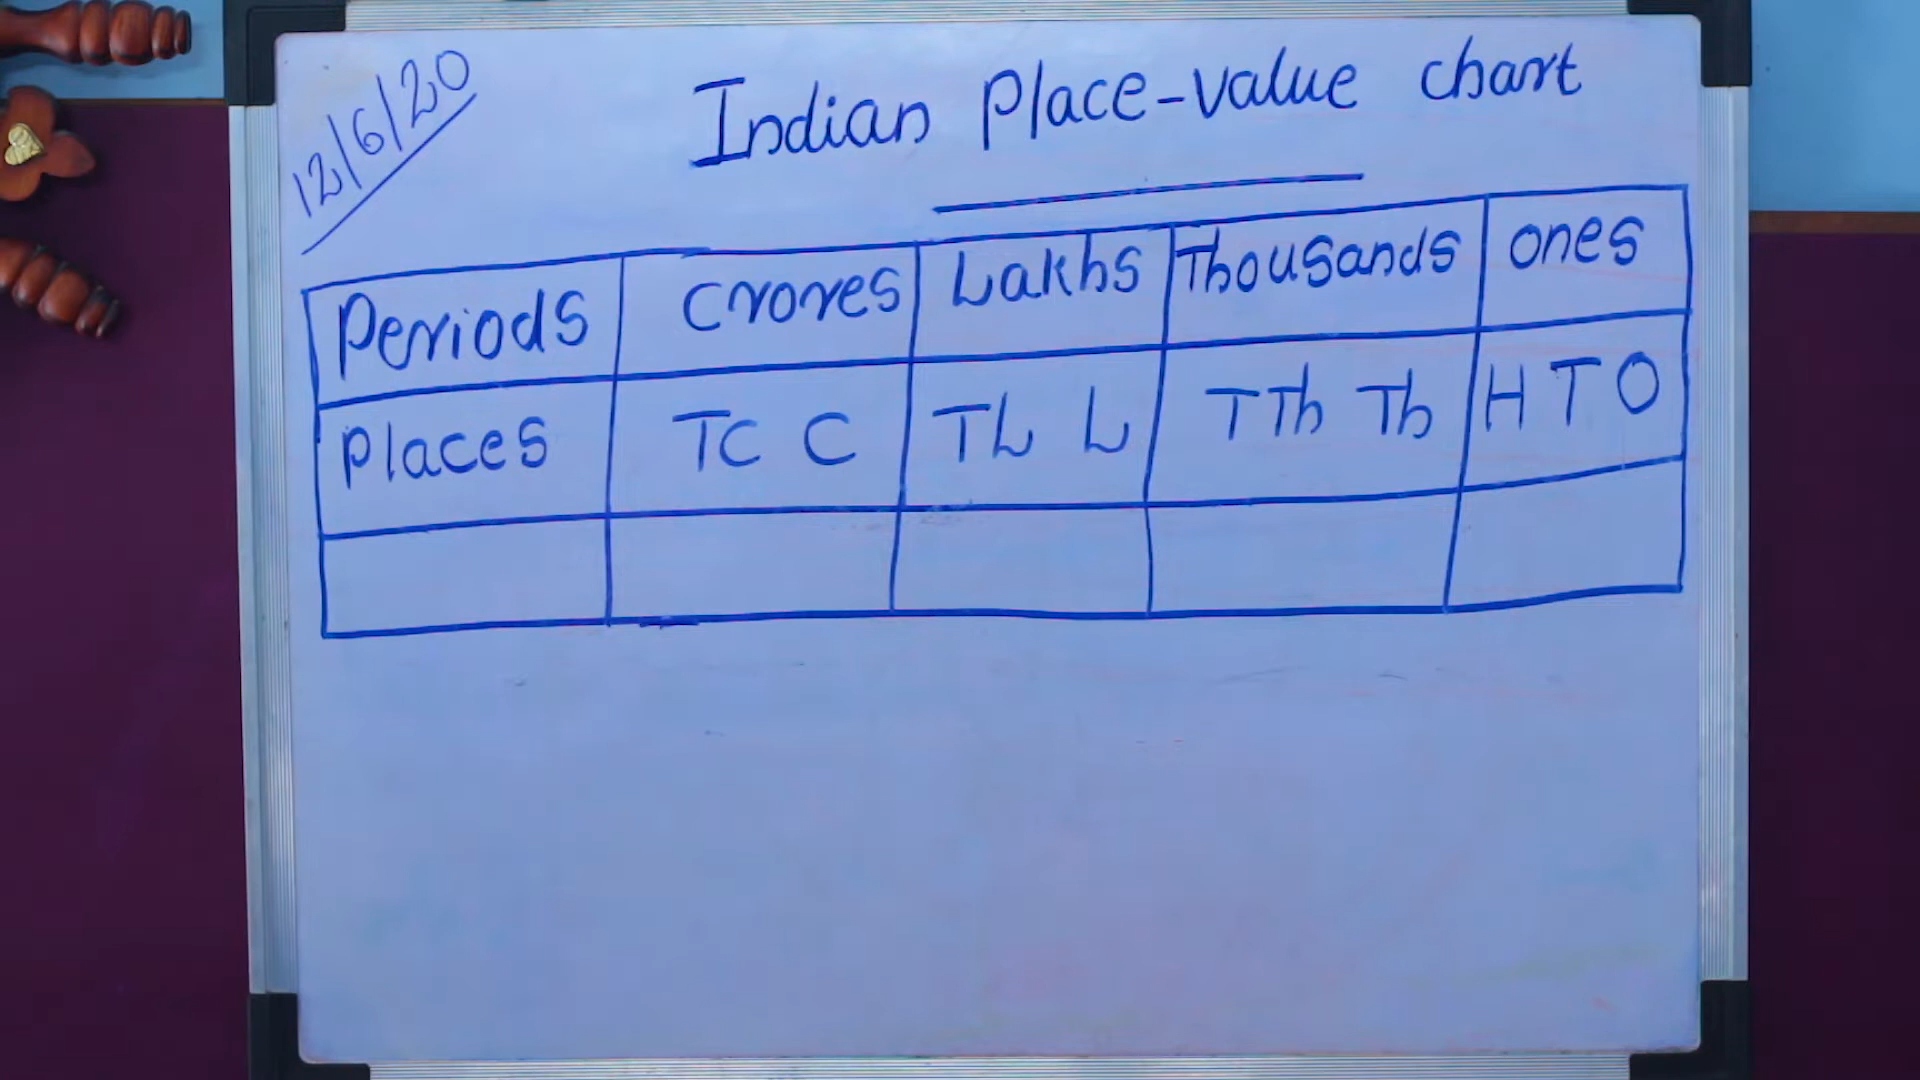 12/6/20
Indian Place-value chart
Periods Crores Lakhs Thousands ones
Places TC C TL L TTh Th H T O